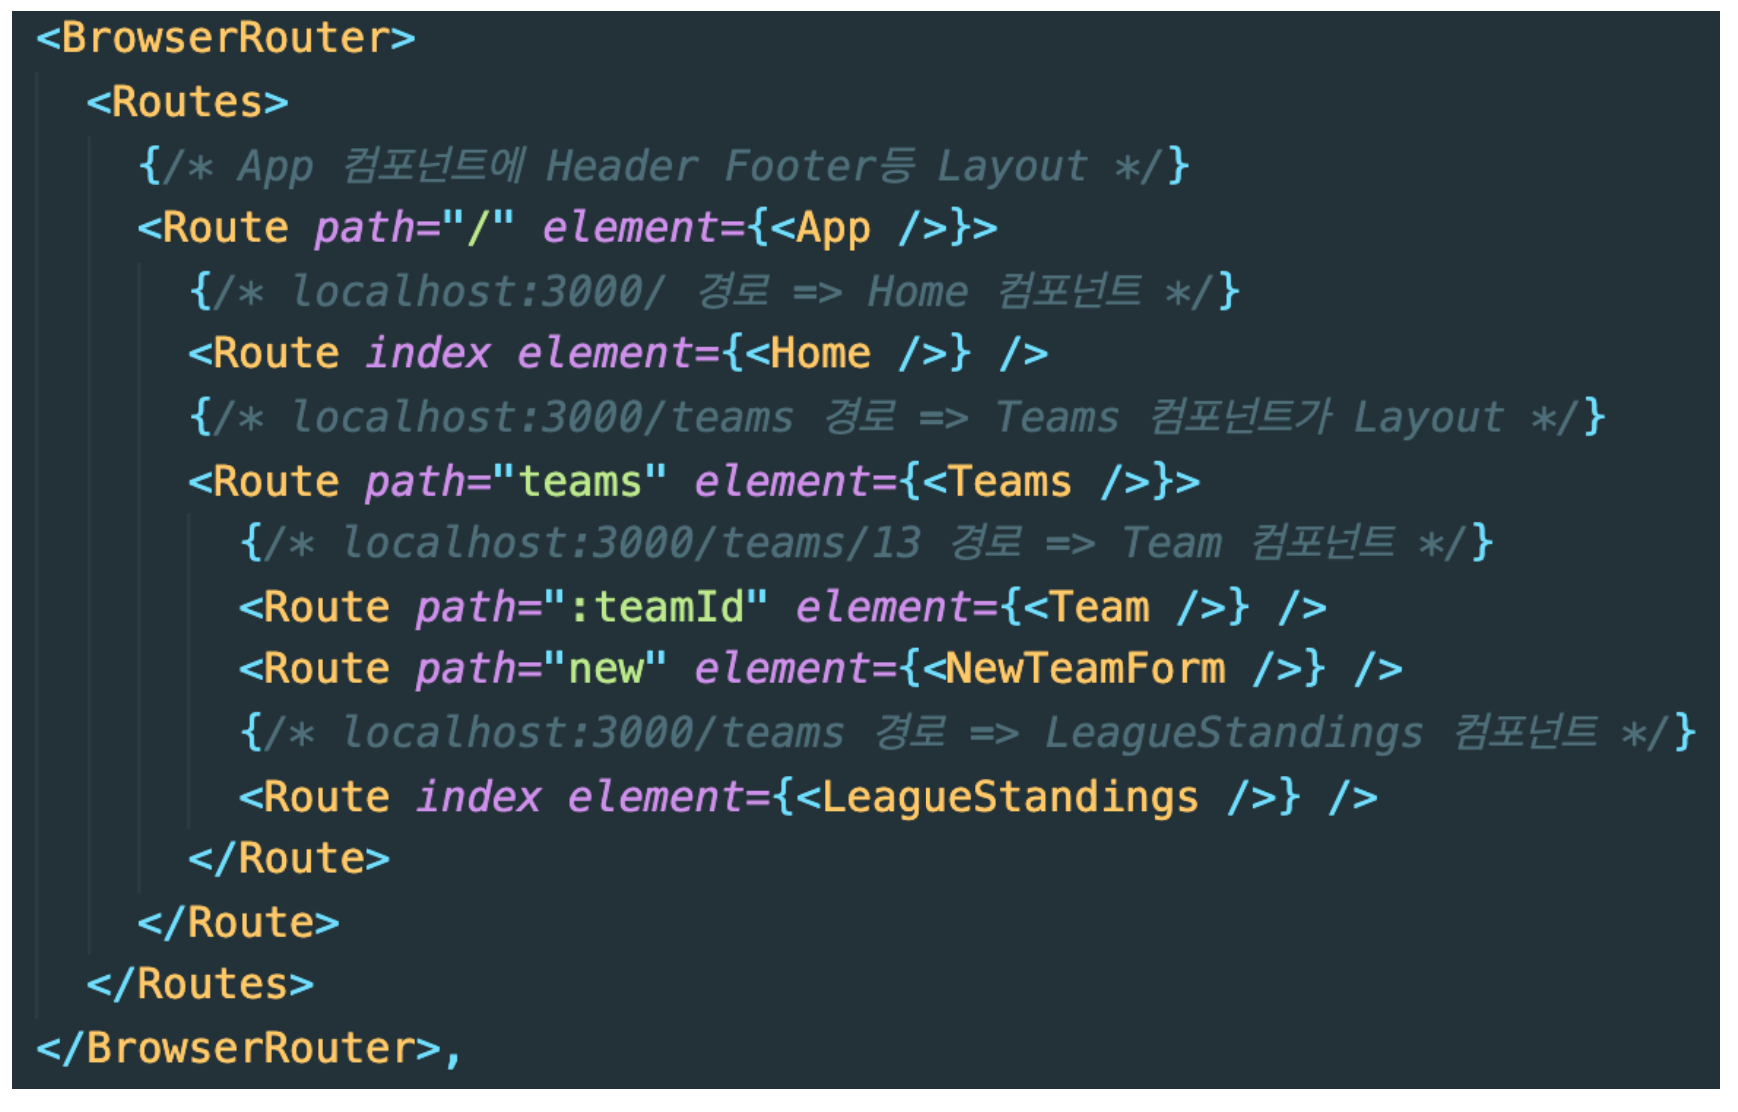 <BrowserRouter>
<Routes>
{/* App 컴포넌트에 Header Footer등 Layout */}
<Route path="/" element={<App />}>
{/* localhost:3000/ 경로 => Home 컴포넌트 */}
<Route index element={<Home />} />
{/* localhost:3000/teams 경로 => Teams 컴포넌트가 Layout */}
<Route path="teams" element={<Teams />}>
{/* localhost:3000/teams/13 경로 => Team 컴포넌트 */}
<Route path=":teamId" element={<Team />} />
<Route path="new" element={<NewTeamForm />} />
{/* localhost:3000/teams 경로 => LeagueStandings 컴포넌트 */}
<Route index element={<LeagueStandings />} />
</Route>
</Route>
</Routes>
</BrowserRouter>,